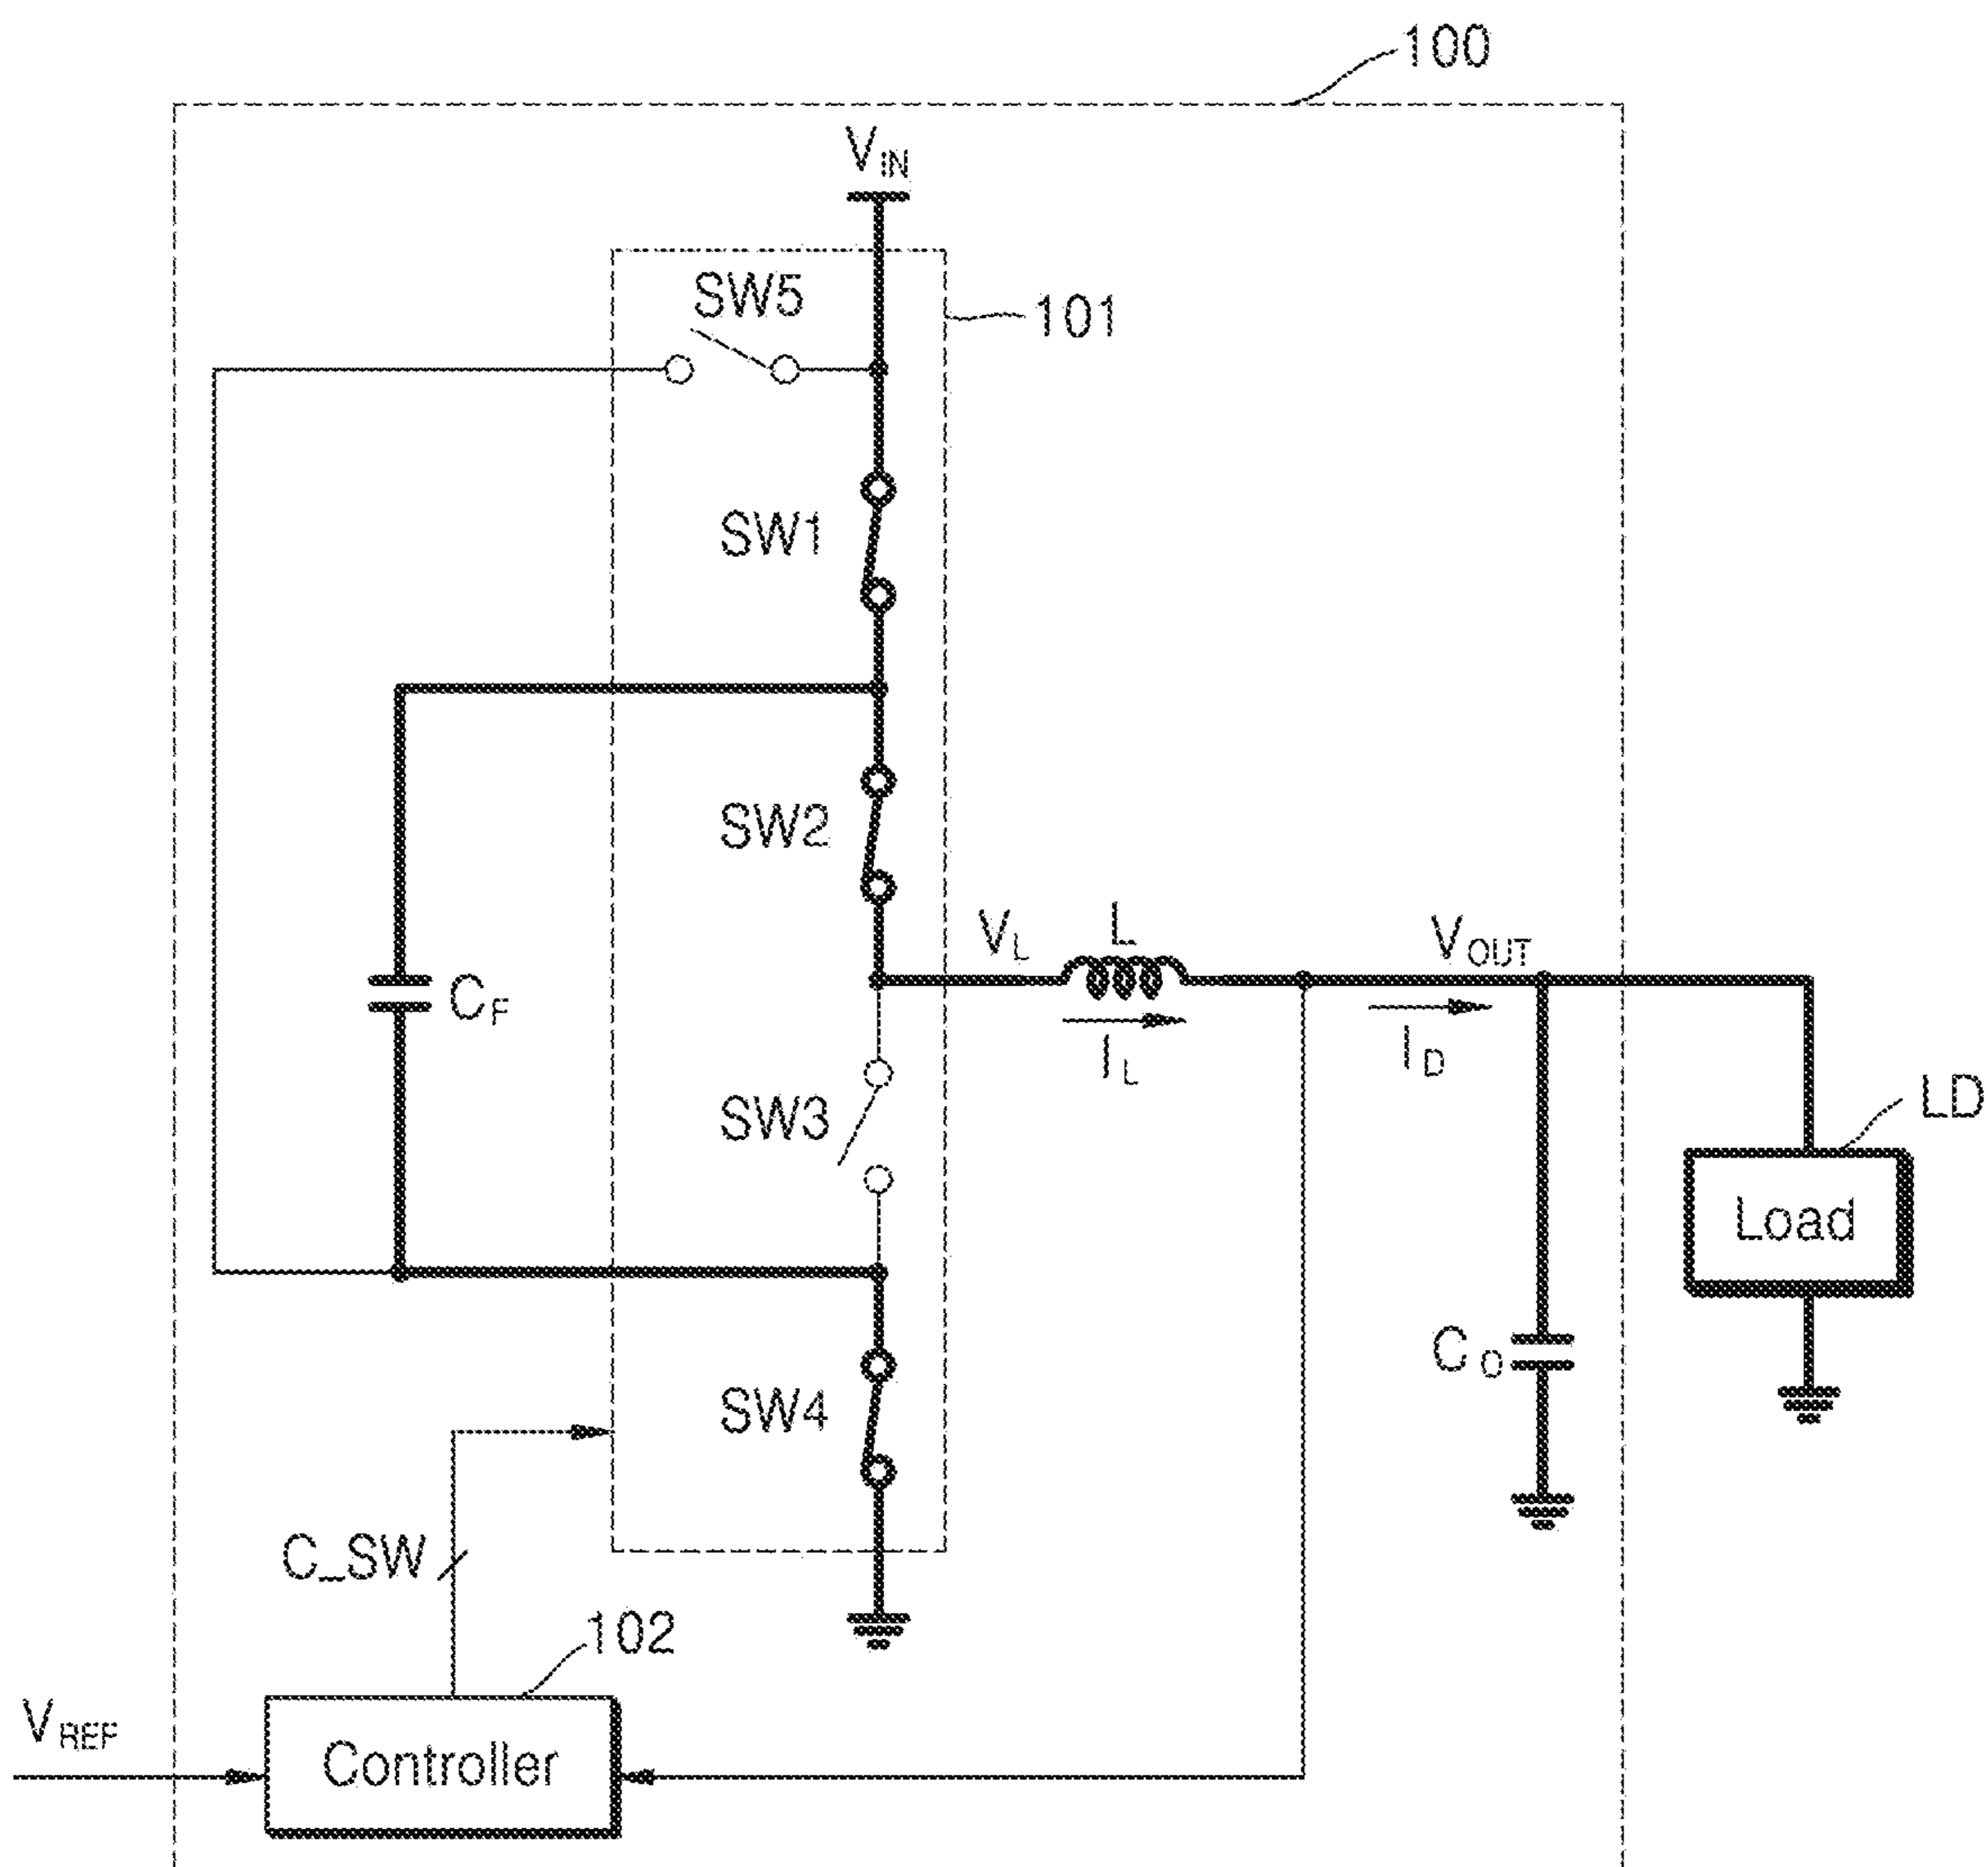 100
VIN
SW5
101
SW1
SW2
VL
L
VOUT
CF
IL
ID
SW3
LD
Load
CO
SW4
C_SW
102
VREF
Controller